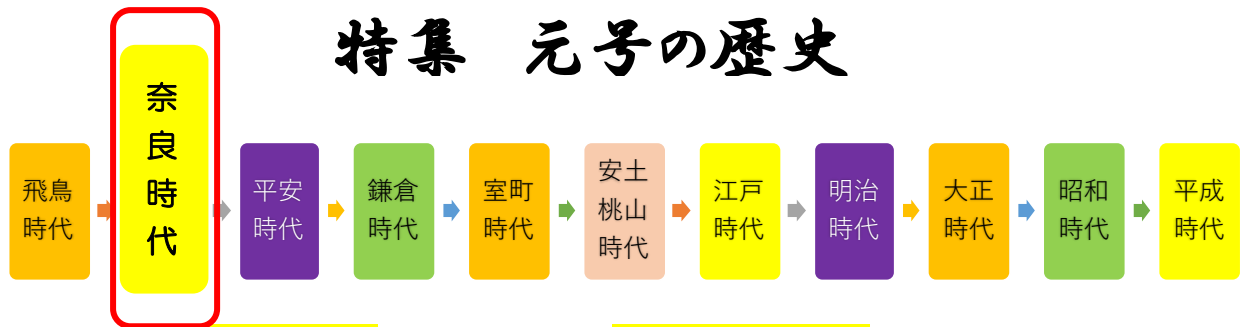 特集 元号の歴史
飛鳥
時代
奈
良
時
代
平安
時代
鎌倉
時代
室町
時代
安土
桃山
時代
江戸
時代
明治
時代
大正
時代
昭和
時代
平成
時代